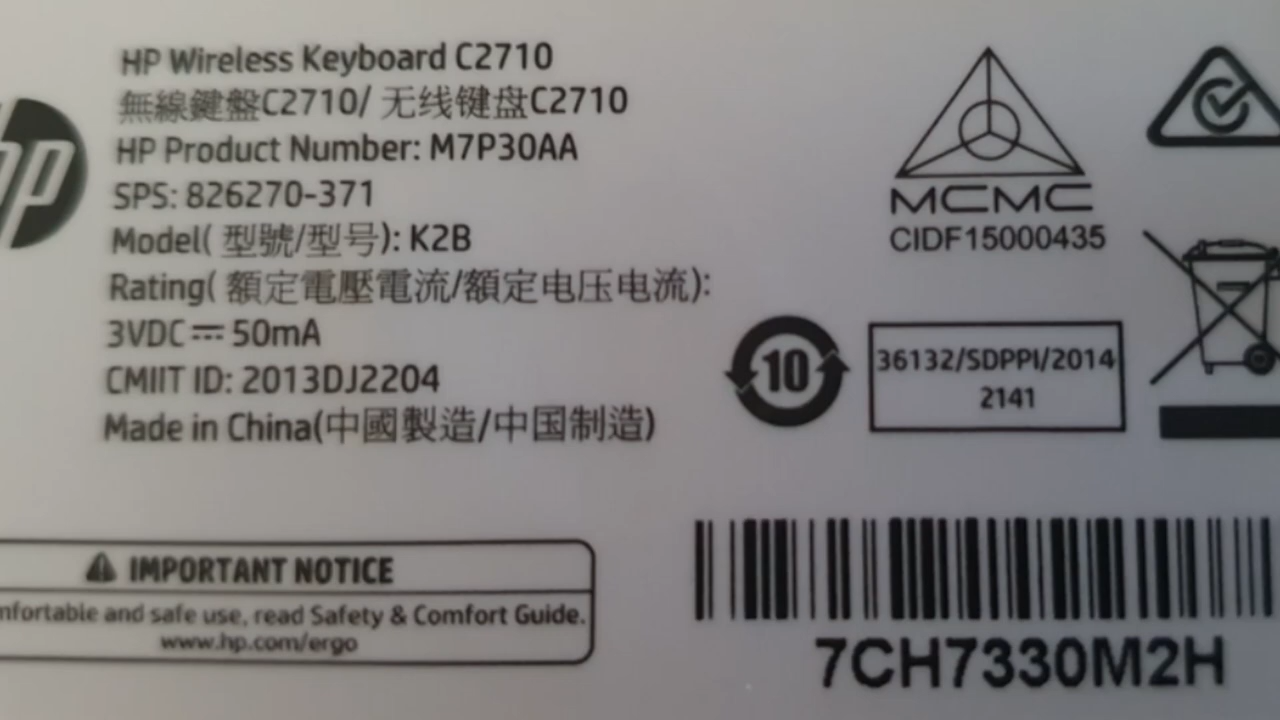 HP Wireless Keyboard C2710
無線鍵盤C2710/ 无线键盘C2710
HP Product Number: M7P30AA
SPS: 826270-371
Model( 型號/型号): K2B
Rating( 額定電壓電流/額定电压电流):
3VDC⎓50mA
CMIIT ID: 2013DJ2204
Made in China(中國製造/中国制造)
hp
MCMC
CIDF15000435
10
36132/SDPPI/2014
2141
IMPORTANT NOTICE
mfortable and safe use, read Safety & Comfort Guide.
www.hp.com/ergo
7CH7330M2H